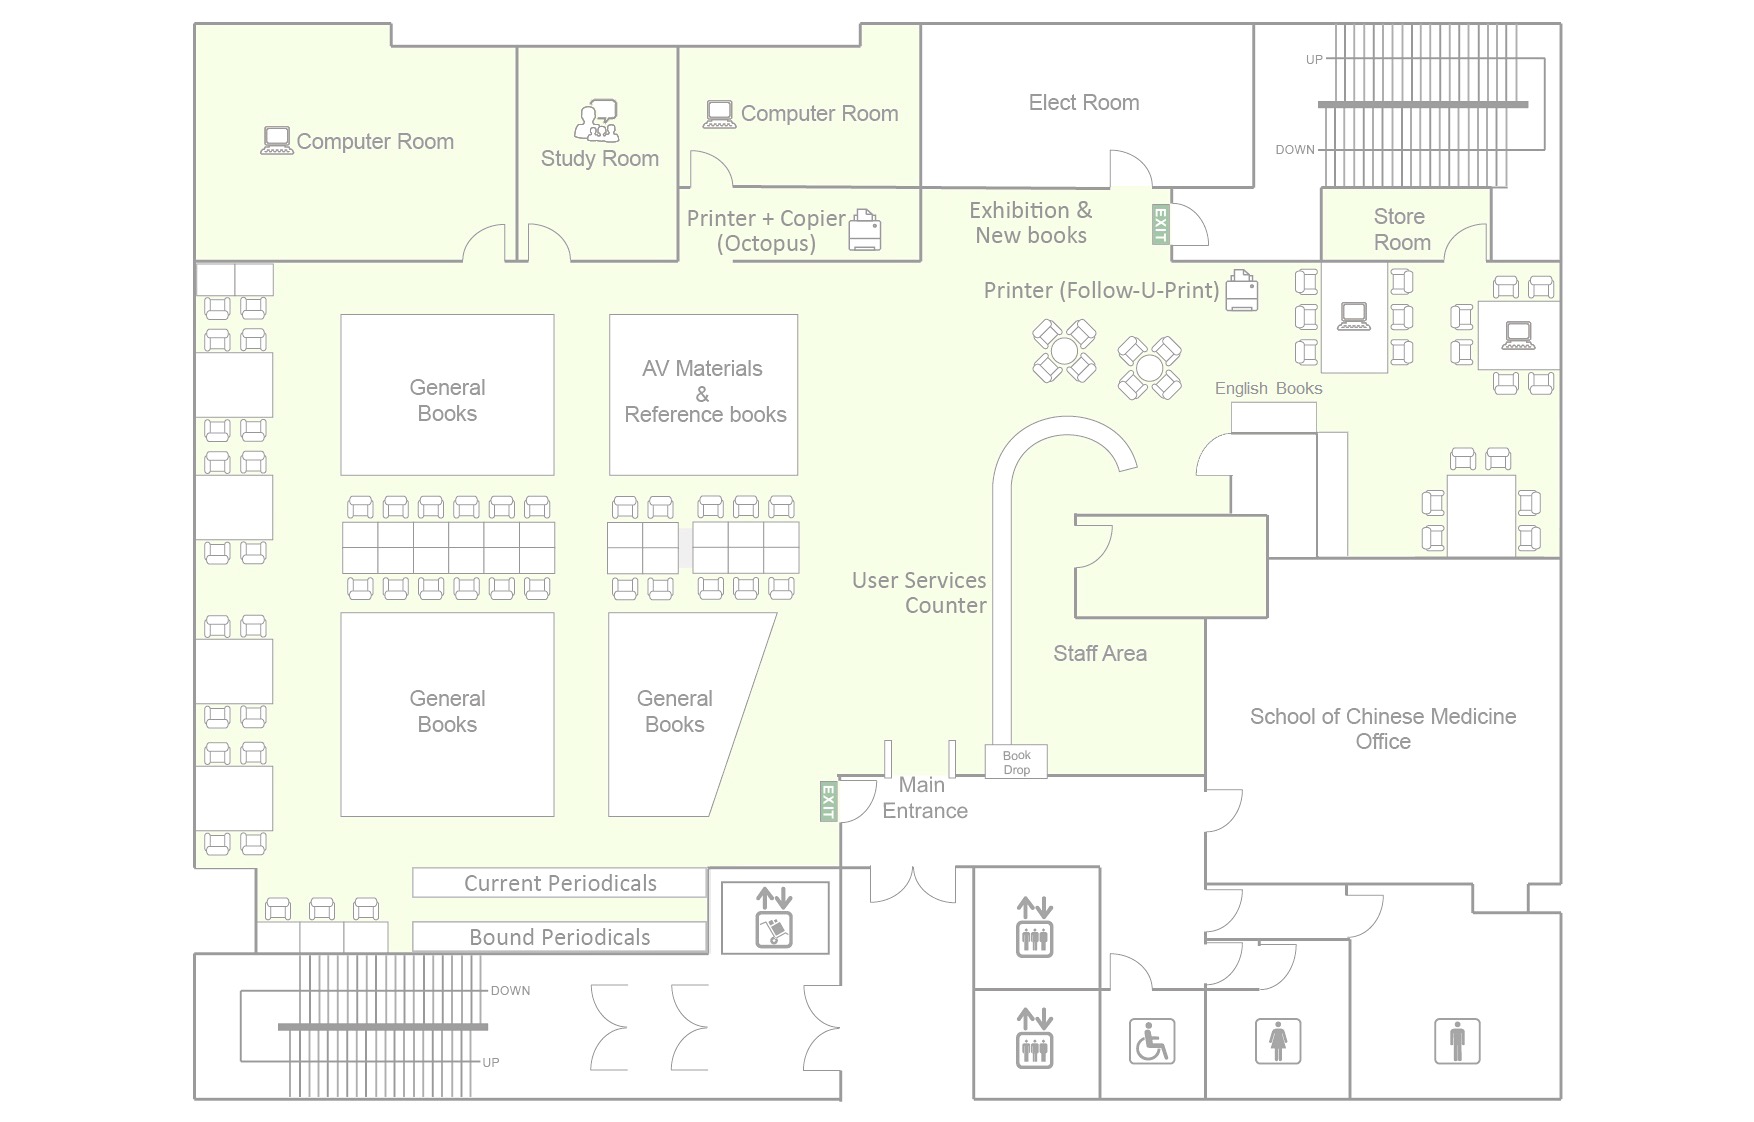 UP
Elect Room
Computer Room
Computer Room
DOWN
Study Room
Printer + Copier
(Octopus)
Exhibition &
New books
EXIT
Store
Room
Printer (Follow-U-Print)
General
Books
AV Materials
&
Reference books
English Books
User Services
Counter
Staff Area
General
Books
General
Books
School of Chinese Medicine
Office
Book
Drop
Main
Entrance
EXIT
Current Periodicals
Bound Periodicals
DOWN
UP